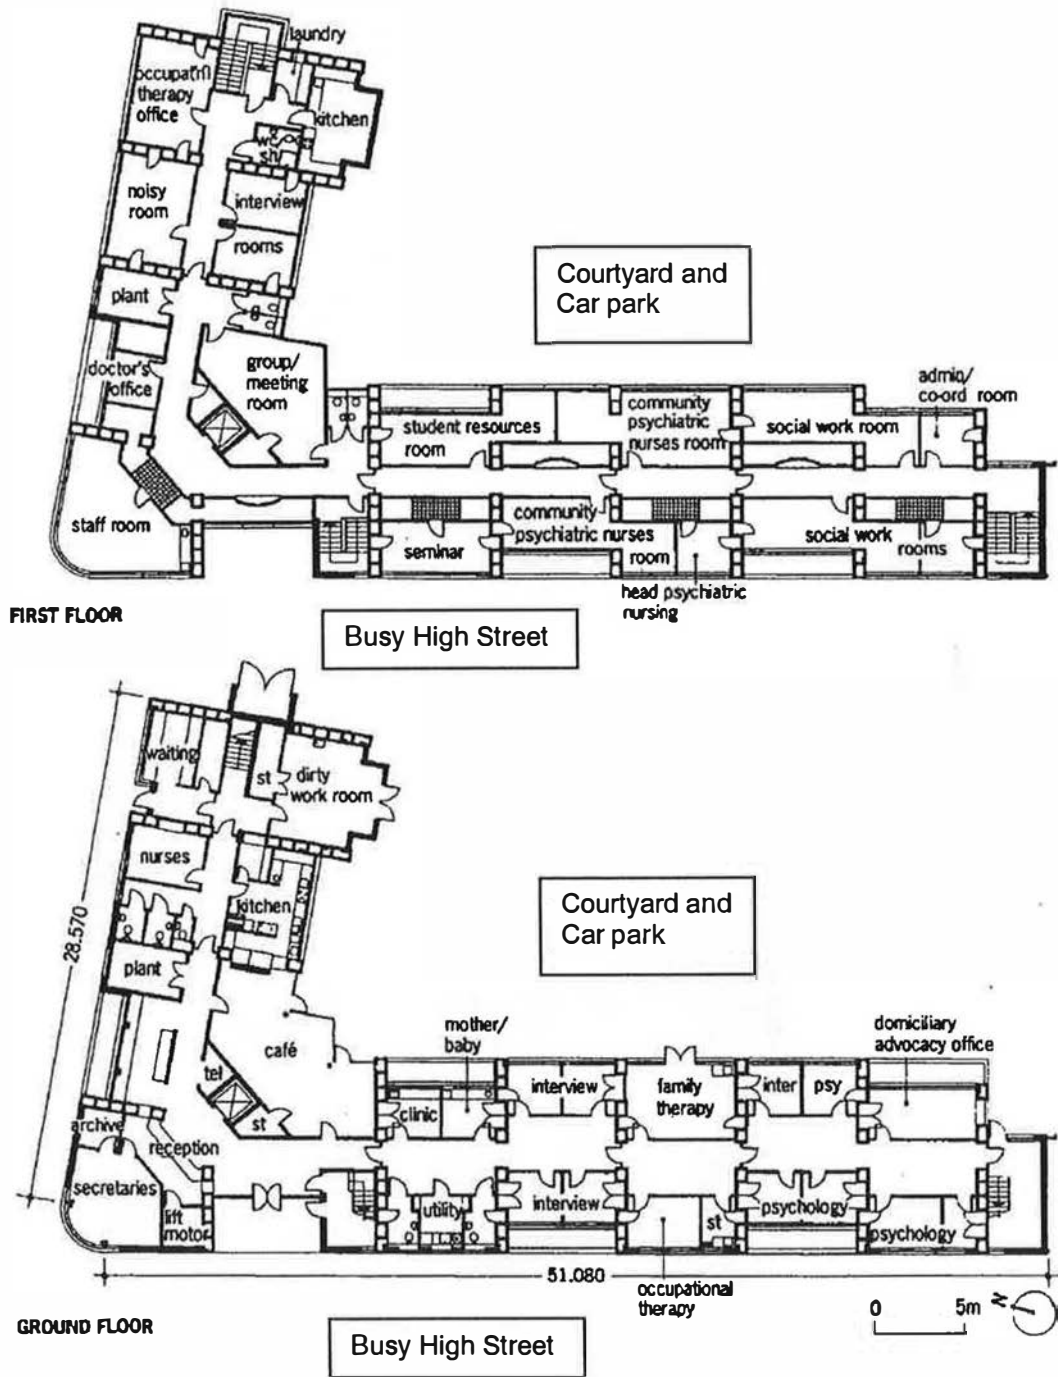 laundry
occupat'nl
therapy
office
kitchen
wc
sh
noisy
room
interview
rooms
plant
Courtyard and
Car park
doctor's
office
group/
meeting
room
admin/
co-ord room
student resources
room
community
psychiatric
nurses room
social work room
staff room
seminar
community
psychiatric nurses
room
social work
rooms
head psychiatric
nursing
FIRST FLOOR
Busy High Street
waiting
st
dirty
work room
nurses
kitchen
28.570
plant
Courtyard and
Car park
mother/
baby
domiciliary
advocacy office
café
tel
st
clinic
interview
family
therapy
inter
psy
archive
reception
secretaries
lift
motor
utility
interview
st
psychology
psychology
51.080
occupational
therapy
0 5m
N
GROUND FLOOR
Busy High Street